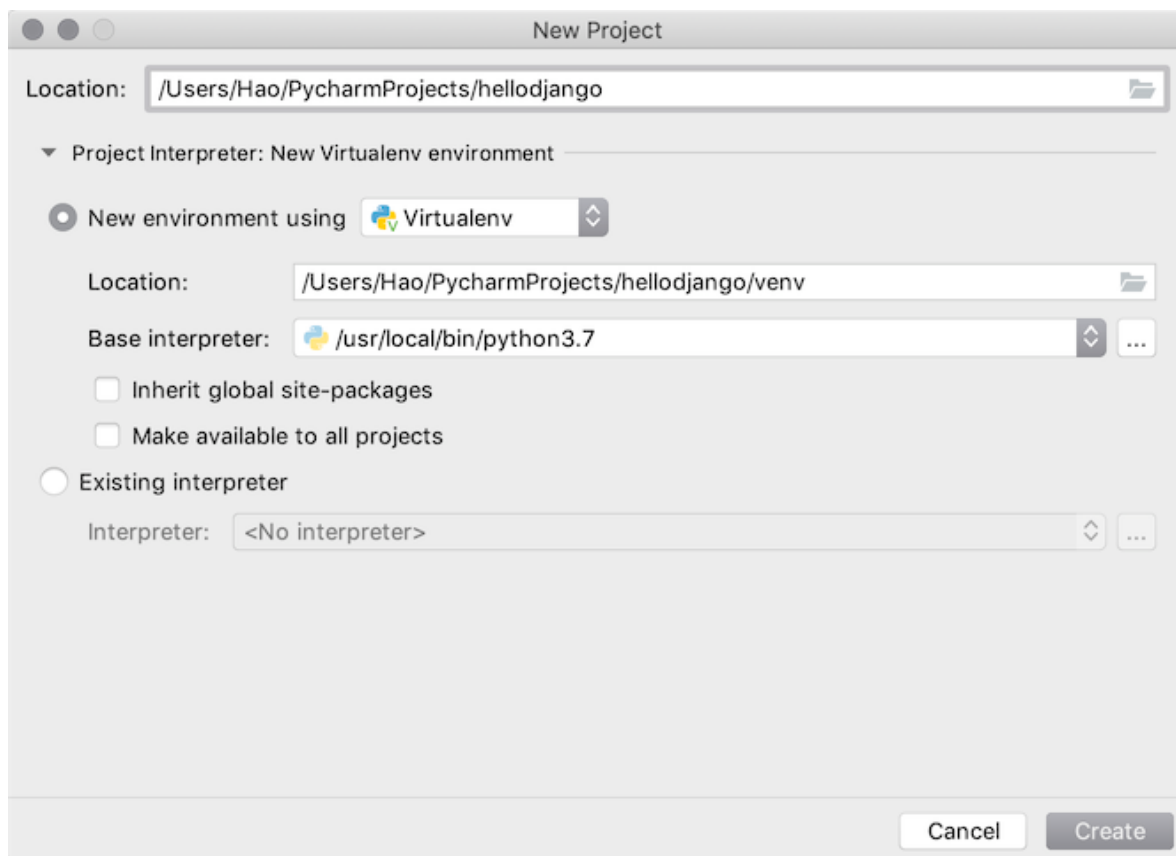 New Project
Location: /Users/Hao/PycharmProjects/hellodjango
Project Interpreter: New Virtualenv environment
New environment using Virtualenv
Location: /Users/Hao/PycharmProjects/hellodjango/venv
Base interpreter: /usr/local/bin/python3.7 ...
Inherit global site-packages
Make available to all projects
Existing interpreter
Interpreter: <No interpreter> ...
Cancel Create